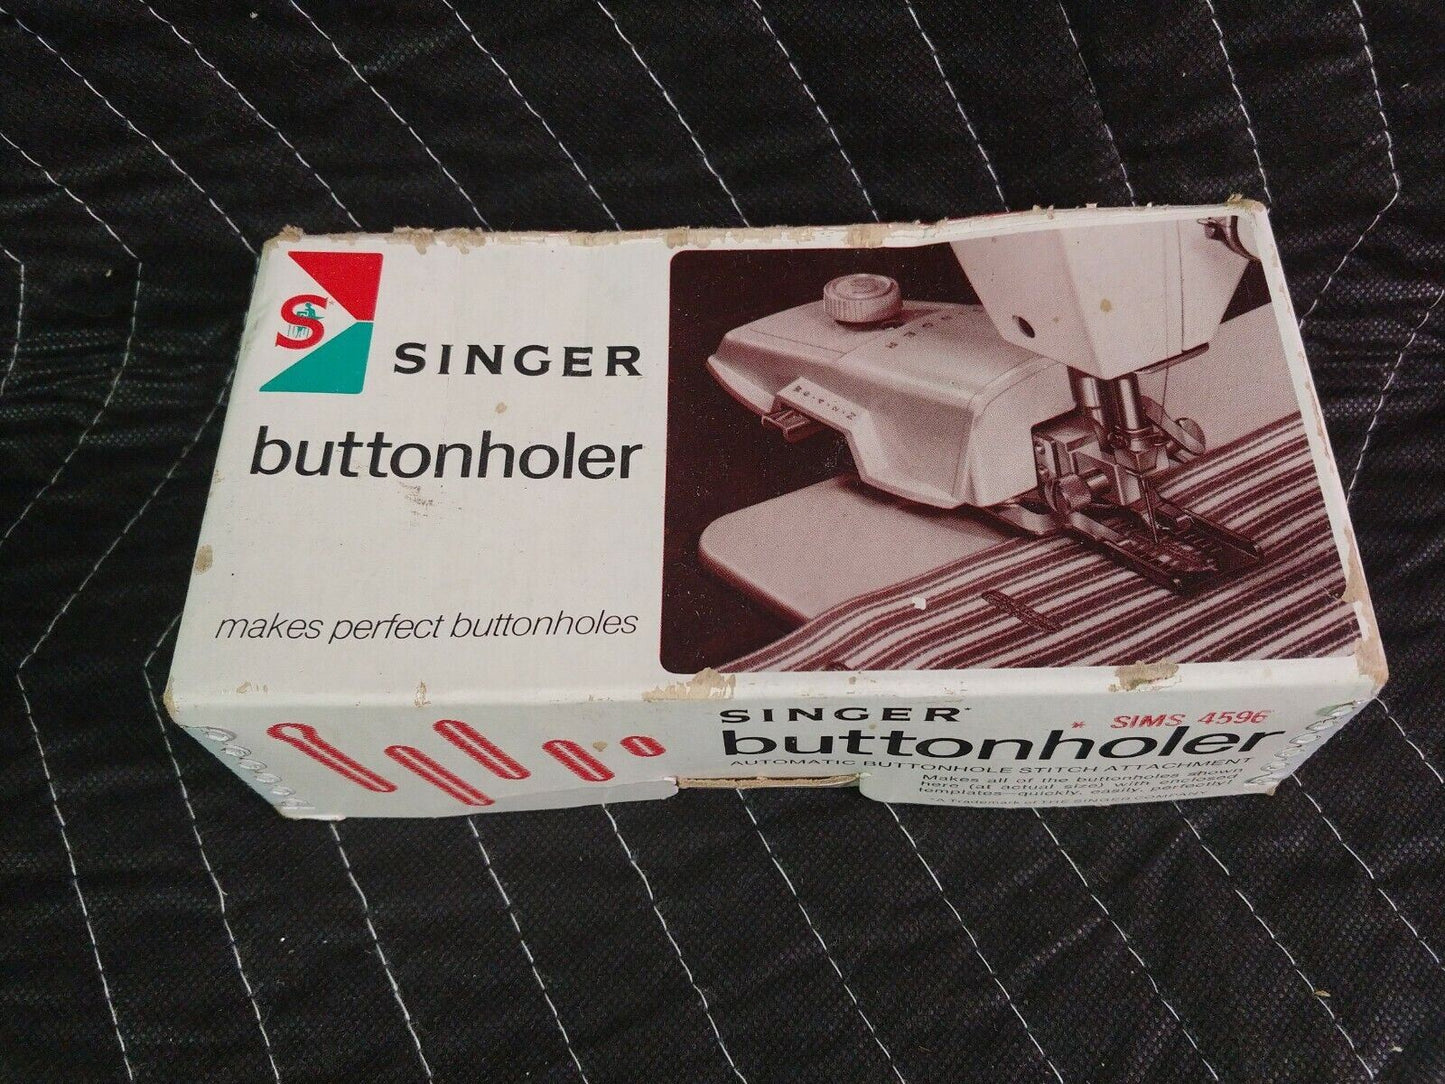 S
SINGER
buttonholer
makes perfect buttonholes
SINGER*
* SIMS 4596
buttonholer
AUTOMATIC BUTTONHOLE STITCH ATTACHMENT
Makes all of the buttonholes shown
here (at actual size) with enclosed
templates—quickly, easily, perfectly!
*A Trademark of THE SINGER COMPANY